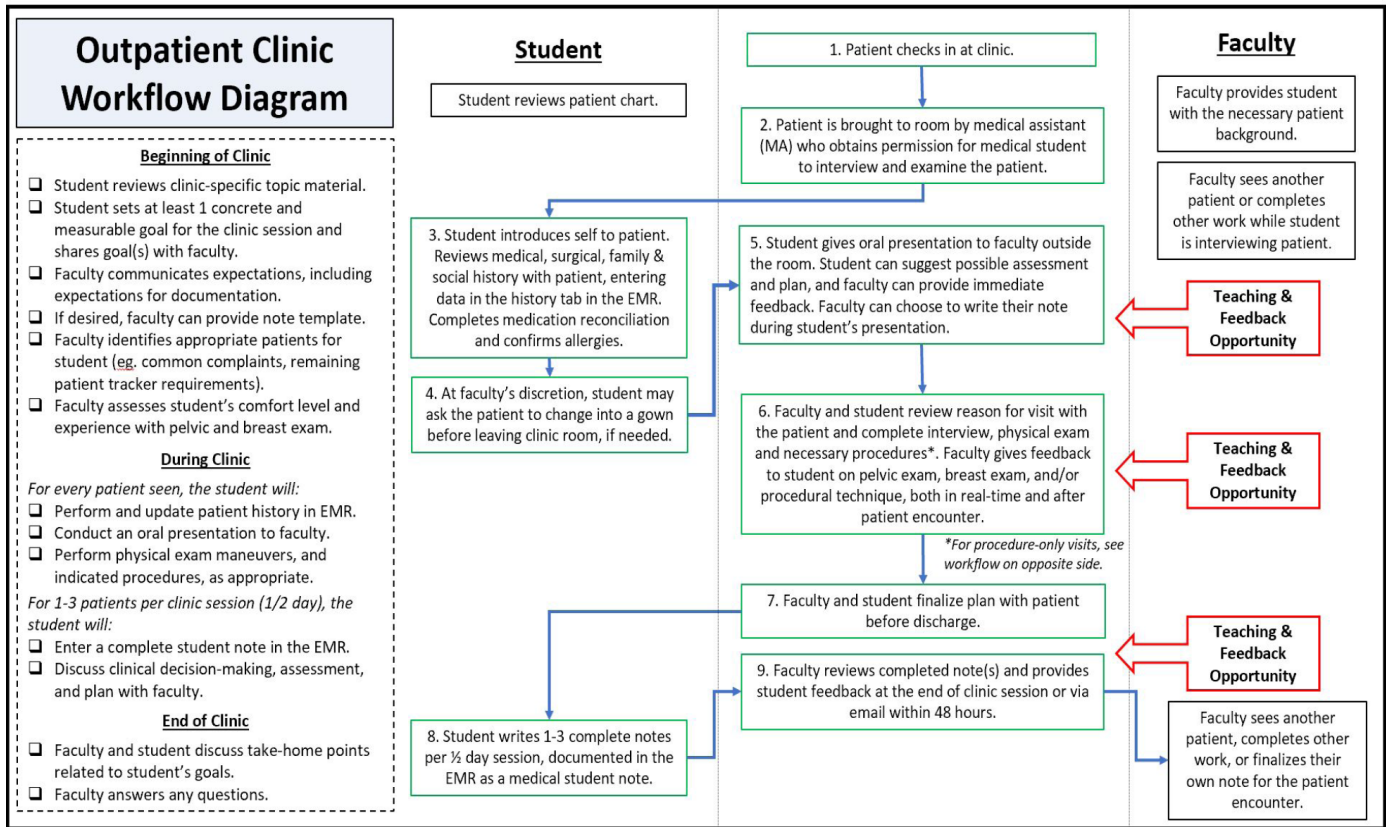 Outpatient Clinic
Workflow Diagram
Beginning of Clinic
❑ Student reviews clinic-specific topic material.
❑ Student sets at least 1 concrete and
measurable goal for the clinic session and
shares goal(s) with faculty.
❑ Faculty communicates expectations, including
expectations for documentation.
❑ If desired, faculty can provide note template.
❑ Faculty identifies appropriate patients for
student (eg. common complaints, remaining
patient tracker requirements).
❑ Faculty assesses student's comfort level and
experience with pelvic and breast exam.
During Clinic
For every patient seen, the student will:
❑ Perform and update patient history in EMR.
❑ Conduct an oral presentation to faculty.
❑ Perform physical exam maneuvers, and
indicated procedures, as appropriate.
For 1-3 patients per clinic session (1/2 day), the
student will:
❑ Enter a complete student note in the EMR.
❑ Discuss clinical decision-making, assessment,
and plan with faculty.
End of Clinic
❑ Faculty and student discuss take-home points
related to student's goals.
❑ Faculty answers any questions.
Student
Student reviews patient chart.
1. Patient checks in at clinic.
2. Patient is brought to room by medical assistant
(MA) who obtains permission for medical student
to interview and examine the patient.
3. Student introduces self to patient.
Reviews medical, surgical, family &
social history with patient, entering
data in the history tab in the EMR.
Completes medication reconciliation
and confirms allergies.
4. At faculty's discretion, student may
ask the patient to change into a gown
before leaving clinic room, if needed.
5. Student gives oral presentation to faculty outside
the room. Student can suggest possible assessment
and plan, and faculty can provide immediate
feedback. Faculty can choose to write their note
during student's presentation.
6. Faculty and student review reason for visit with
the patient and complete interview, physical exam
and necessary procedures*. Faculty gives feedback
to student on pelvic exam, breast exam, and/or
procedural technique, both in real-time and after
patient encounter.
*For procedure-only visits, see
workflow on opposite side.
7. Faculty and student finalize plan with patient
before discharge.
8. Student writes 1-3 complete notes
per ½ day session, documented in the
EMR as a medical student note.
9. Faculty reviews completed note(s) and provides
student feedback at the end of clinic session or via
email within 48 hours.
Faculty
Faculty provides student
with the necessary patient
background.
Faculty sees another
patient or completes
other work while student
is interviewing patient.
Teaching &
Feedback
Opportunity
Teaching &
Feedback
Opportunity
Teaching &
Feedback
Opportunity
Faculty sees another
patient, completes other
work, or finalizes their
own note for the patient
encounter.